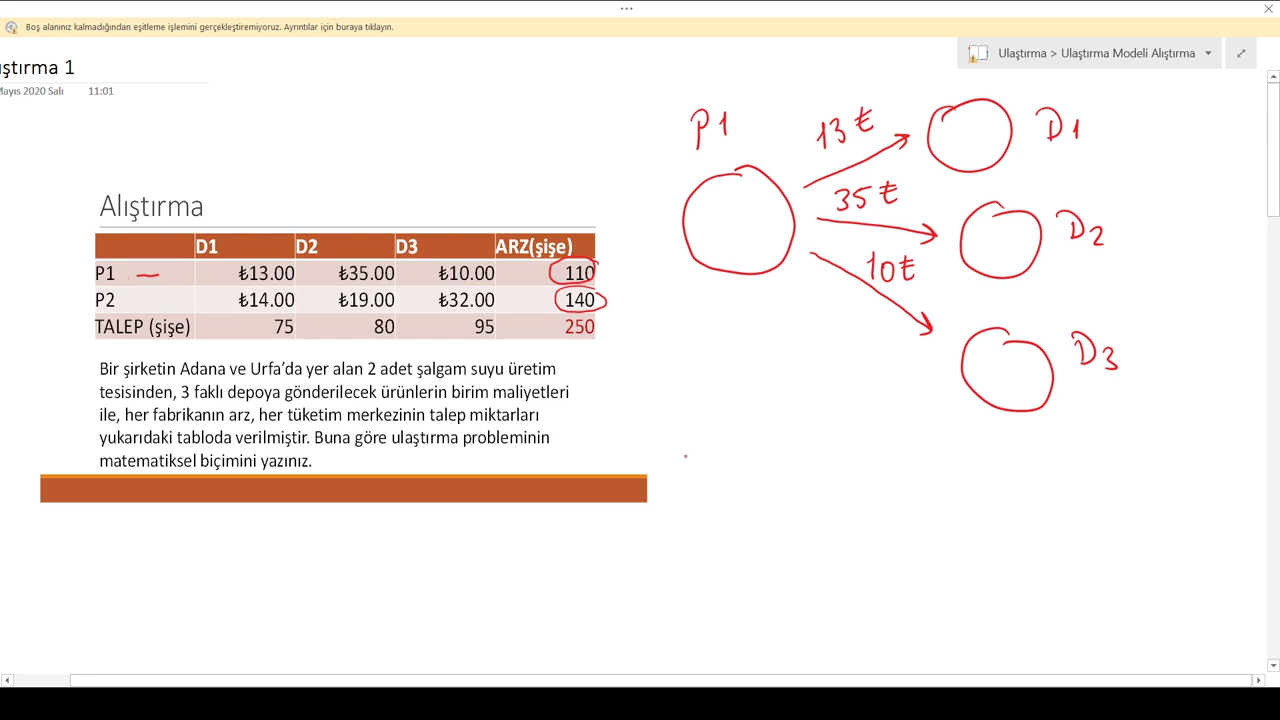 Boş alanınız kalmadığından eşitleme işlemini gerçekleştiremiyoruz. Ayrıntılar için buraya tıklayın.
Ulaştırma > Ulaştırma Modeli Alıştırma
ıştırma 1
Mayıs 2020 Salı 11:01
Alıştırma
D1 D2 D3 ARZ(şişe)
P1 ₺13.00 ₺35.00 ₺10.00 110
P2 ₺14.00 ₺19.00 ₺32.00 140
TALEP (şişe) 75 80 95 250
Bir şirketin Adana ve Urfa’da yer alan 2 adet şalgam suyu üretim
tesisinden, 3 faklı depoya gönderilecek ürünlerin birim maliyetleri
ile, her fabrikanın arz, her tüketim merkezinin talep miktarları
yukarıdaki tabloda verilmiştir. Buna göre ulaştırma probleminin
matematiksel biçimini yazınız.
P1
13₺
D1
35₺
D2
10₺
D3